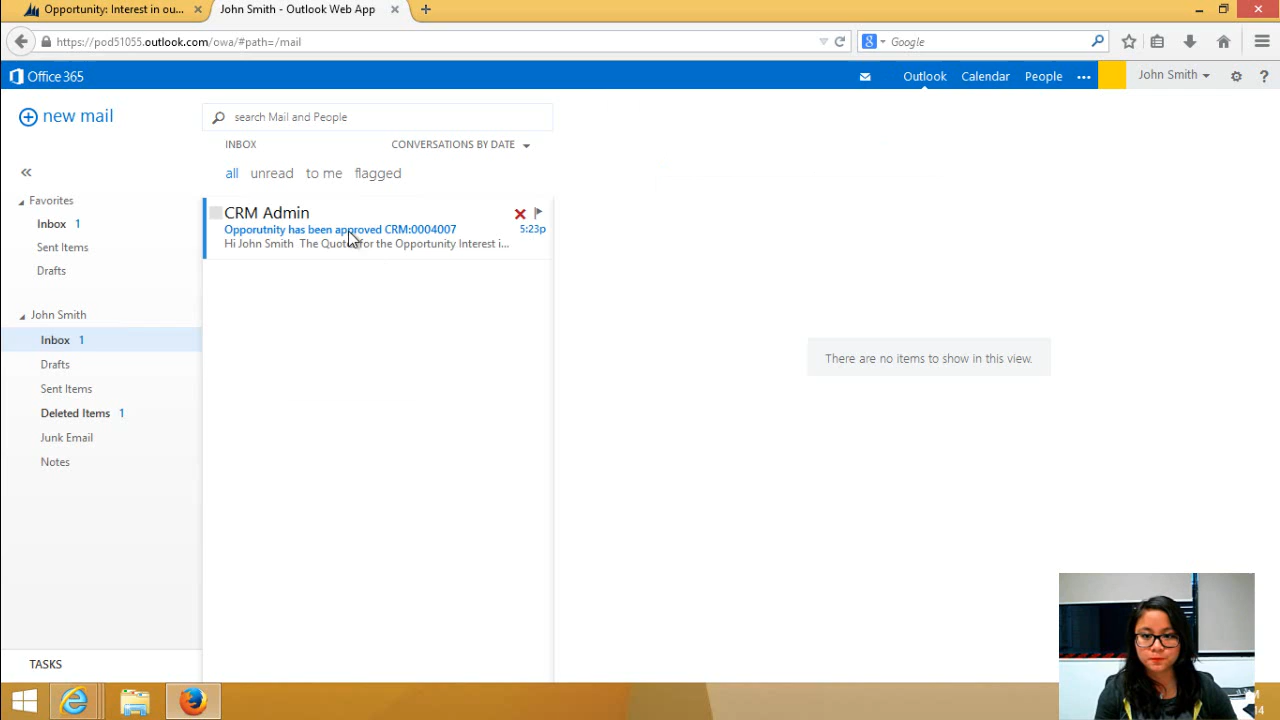 Opportunity: Interest in ou...
John Smith - Outlook Web App
https://pod51055.outlook.com/owa/#path=/mail
Google
Office 365
Outlook
Calendar
People
John Smith
new mail
search Mail and People
INBOX
CONVERSATIONS BY DATE
all
unread
to me
flagged
Favorites
Inbox 1
Sent Items
Drafts
CRM Admin
Opporutnity has been approved CRM:0004007
5:23p
Hi John Smith The Quote for the Opportunity Interest i...
John Smith
Inbox 1
Drafts
Sent Items
Deleted Items 1
Junk Email
Notes
There are no items to show in this view.
TASKS